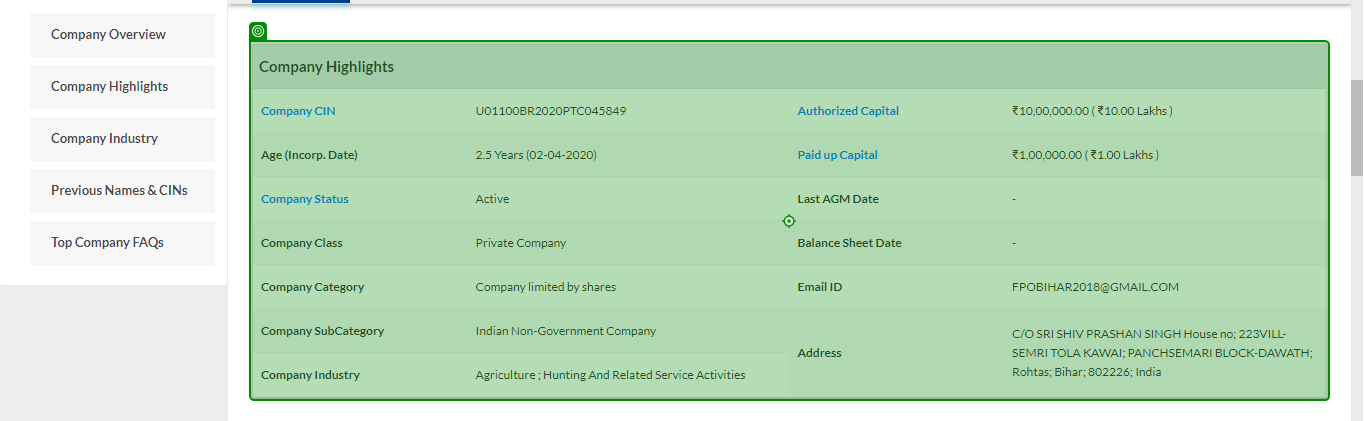 Company Overview
Company Highlights
Company Industry
Previous Names & CINs
Top Company FAQs
Company Highlights
Company CIN U01100BR2020PTC045849 Authorized Capital ₹10,00,000.00 ( ₹10.00 Lakhs )
Age (Incorp. Date) 2.5 Years (02-04-2020) Paid up Capital ₹1,00,000.00 ( ₹1.00 Lakhs )
Company Status Active Last AGM Date -
Company Class Private Company Balance Sheet Date -
Company Category Company limited by shares Email ID FPOBIHAR2018@GMAIL.COM
Company SubCategory Indian Non-Government Company
Company Industry Agriculture ; Hunting And Related Service Activities
Address
C/O SRI SHIV PRASHAN SINGH House no; 223VILL-
SEMRI TOLA KAWAI; PANCHSEMARI BLOCK-DAWATH;
Rohtas; Bihar; 802226; India